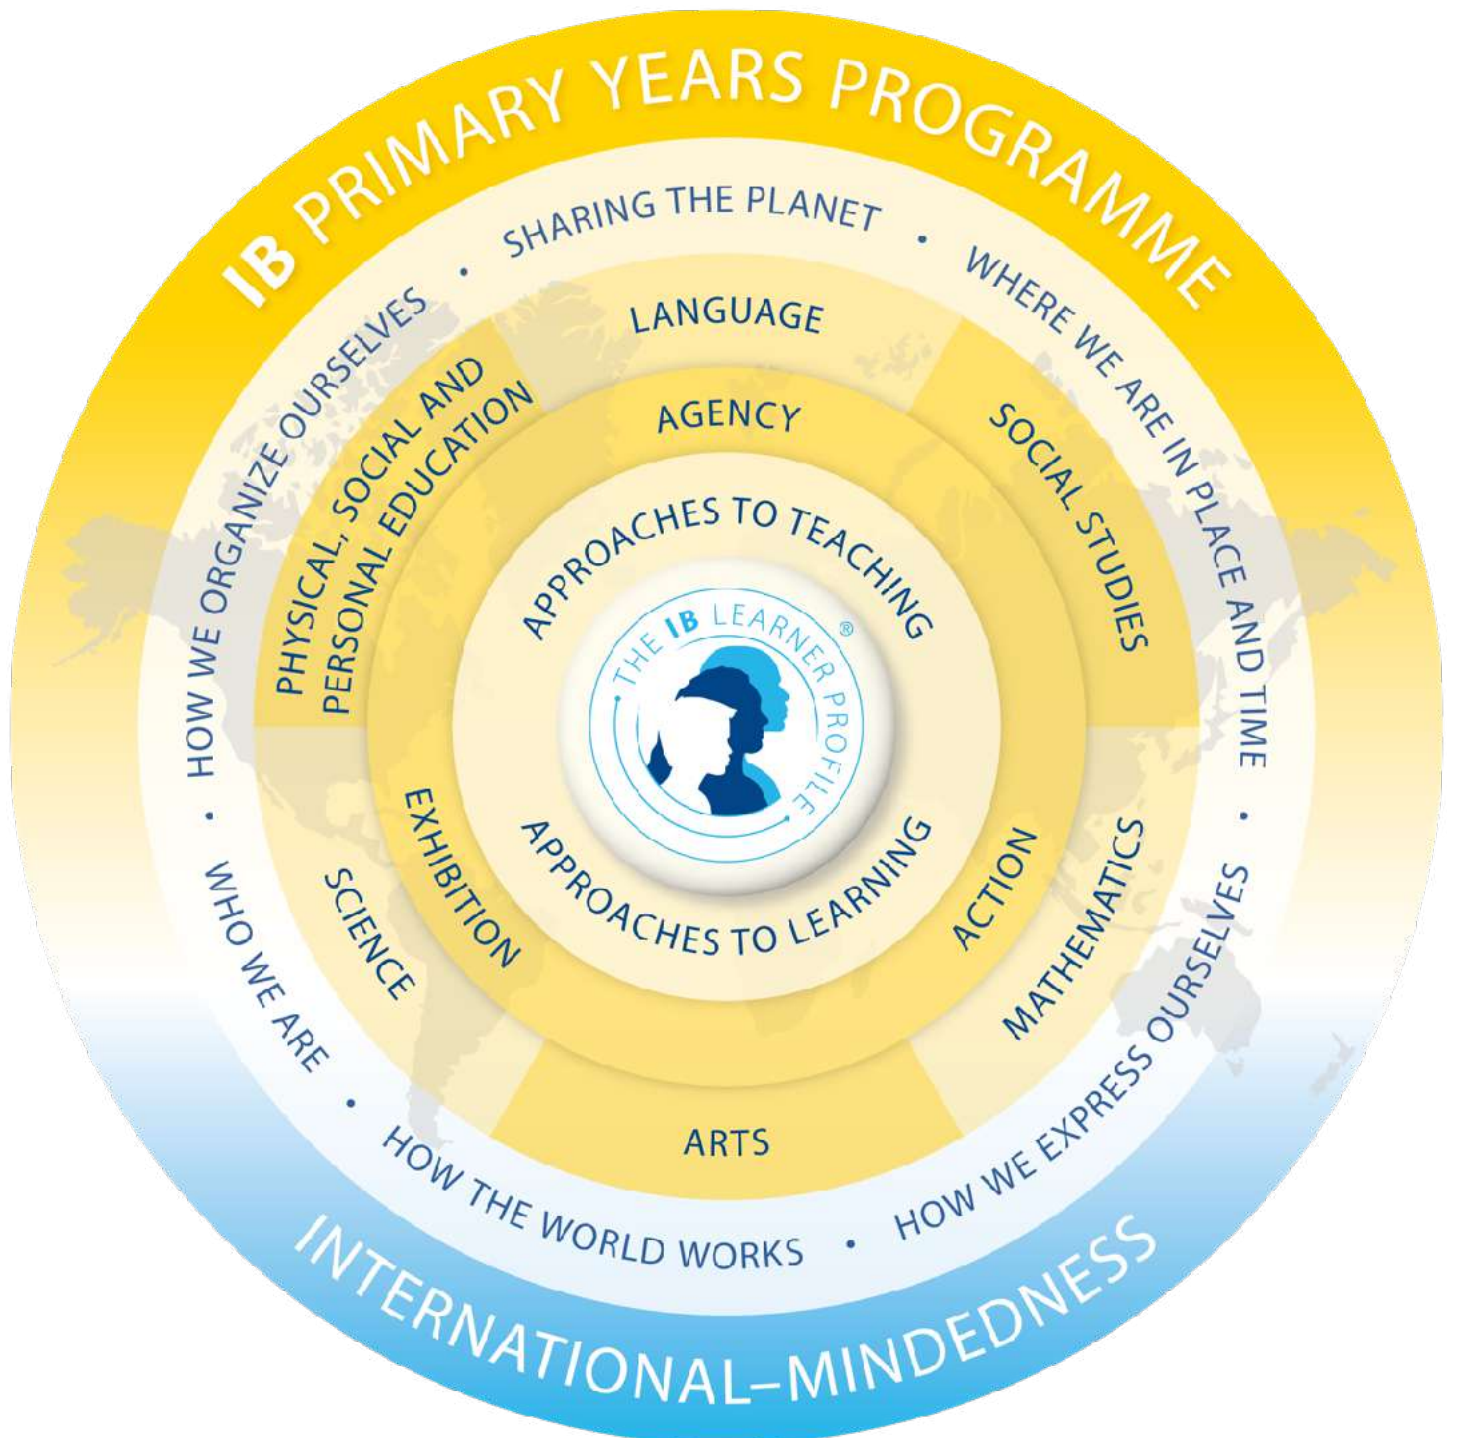 IB PRIMARY YEARS PROGRAMME
SHARING THE PLANET
•
WHERE WE ARE IN PLACE AND TIME
•
HOW WE EXPRESS OURSELVES
•
HOW THE WORLD WORKS
•
WHO WE ARE
•
HOW WE ORGANIZE OURSELVES
•
LANGUAGE
SOCIAL STUDIES
MATHEMATICS
ARTS
SCIENCE
PHYSICAL, SOCIAL AND
PERSONAL EDUCATION
AGENCY
ACTION
EXHIBITION
APPROACHES TO TEACHING
APPROACHES TO LEARNING
THE IB LEARNER PROFILE
®
INTERNATIONAL–MINDEDNESS